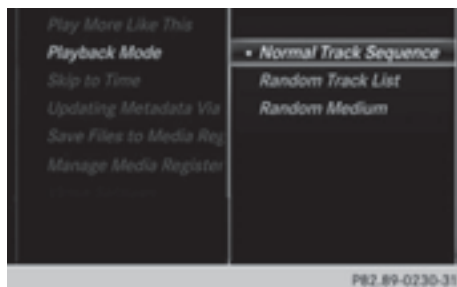 Play More Like This
Playback Mode
Skip to Time
Updating Metadata Via
Save Files to Media Reg
Manage Media Register
• Normal Track Sequence
Random Track List
Random Medium
P82.89-0230-31